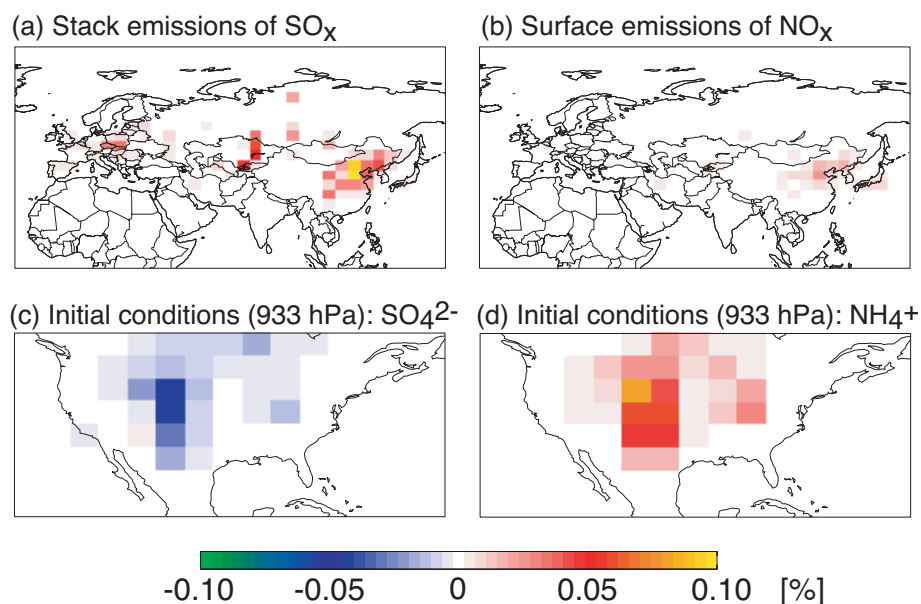 (a) Stack emissions of SOx
(b) Surface emissions of NOx
(c) Initial conditions (933 hPa): SO42-
(d) Initial conditions (933 hPa): NH4+
-0.10 -0.05 0 0.05 0.10 [%]